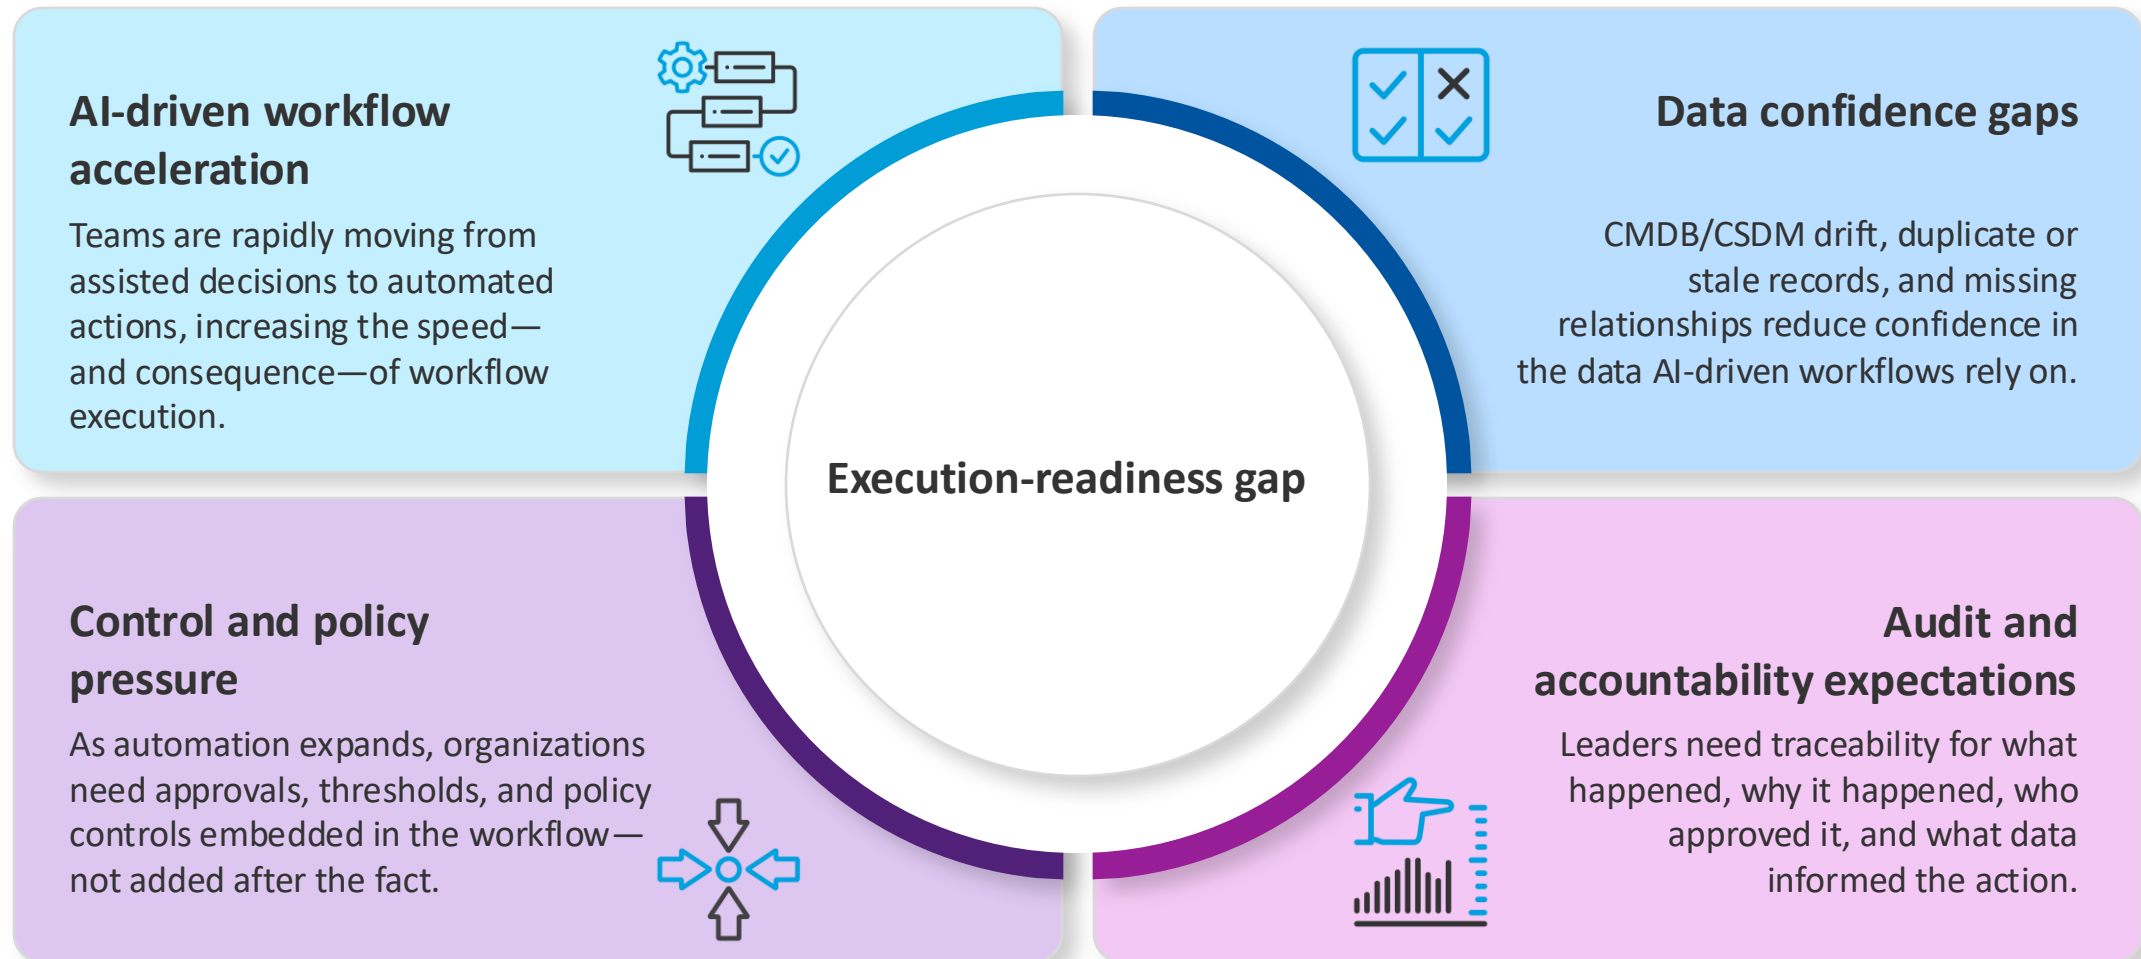 AI-driven workflow
acceleration
Teams are rapidly moving from
assisted decisions to automated
actions, increasing the speed—
and consequence—of workflow
execution.
Data confidence gaps
CMDB/CSDM drift, duplicate or
stale records, and missing
relationships reduce confidence in
the data AI-driven workflows rely on.
Execution-readiness gap
Control and policy
pressure
As automation expands, organizations
need approvals, thresholds, and policy
controls embedded in the workflow—
not added after the fact.
Audit and
accountability expectations
Leaders need traceability for what
happened, why it happened, who
approved it, and what data
informed the action.